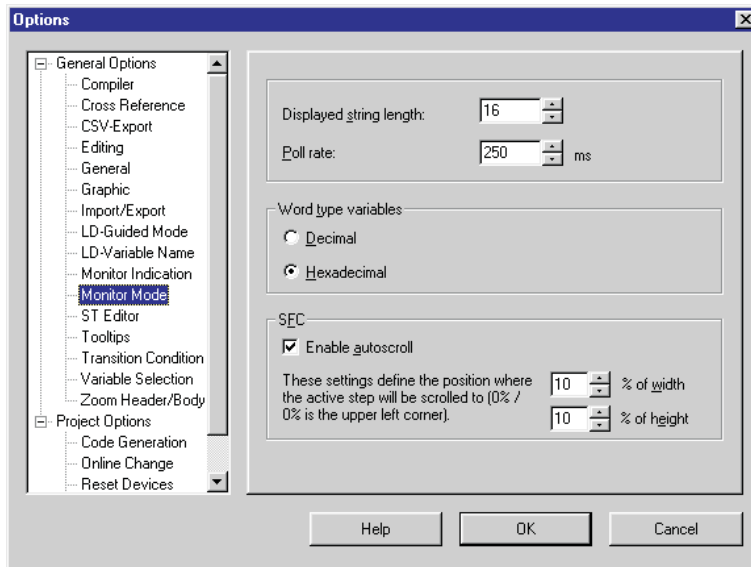 Options
General Options
Compiler
Cross Reference
CSV-Export
Editing
General
Graphic
Import/Export
LD-Guided Mode
LD-Variable Name
Monitor Indication
Monitor Mode
ST Editor
Tooltips
Transition Condition
Variable Selection
Zoom Header/Body
Project Options
Code Generation
Online Change
Reset Devices
Displayed string length: 16
Poll rate: 250 ms
Word type variables
Decimal
Hexadecimal
SFC
Enable autoscroll
These settings define the position where
the active step will be scrolled to (0% /
0% is the upper left corner).
10 % of width
10 % of height
Help OK Cancel